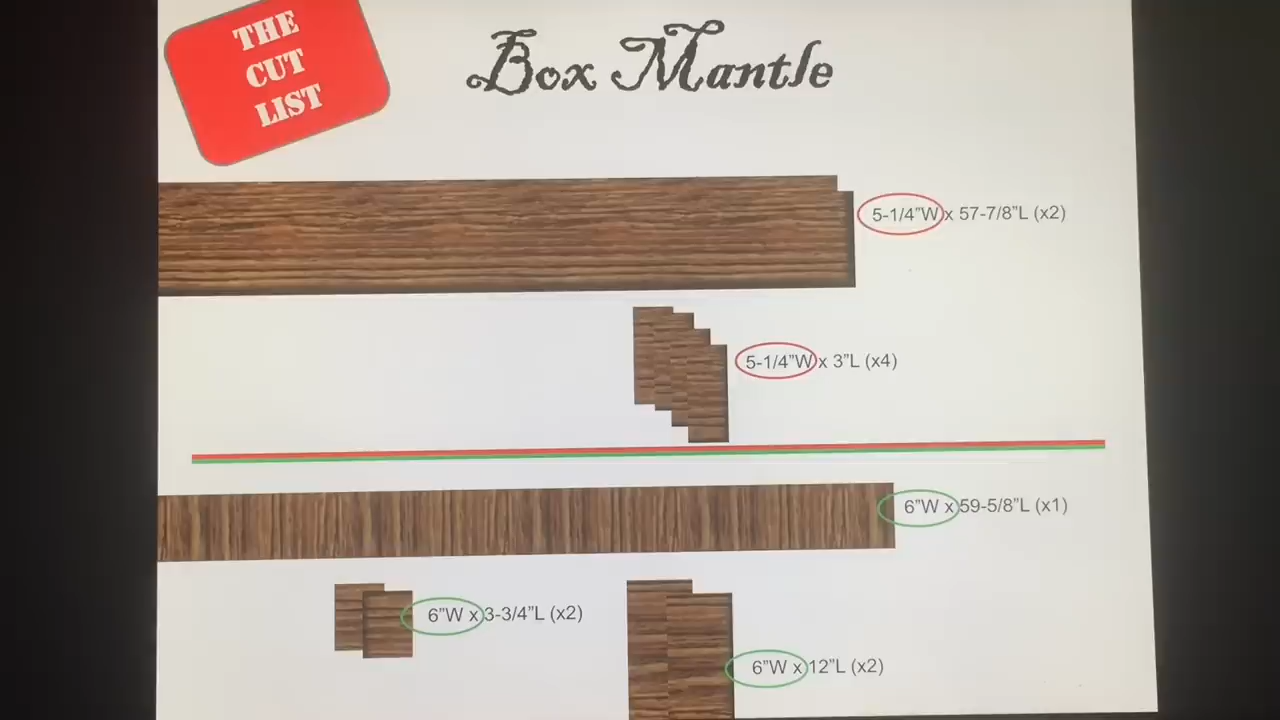 THE
CUT
LIST
Box Mantle
5-1/4"W x 57-7/8"L (x2)
5-1/4"W x 3"L (x4)
6"W x 59-5/8"L (x1)
6"W x 3-3/4"L (x2)
6"W x 12"L (x2)